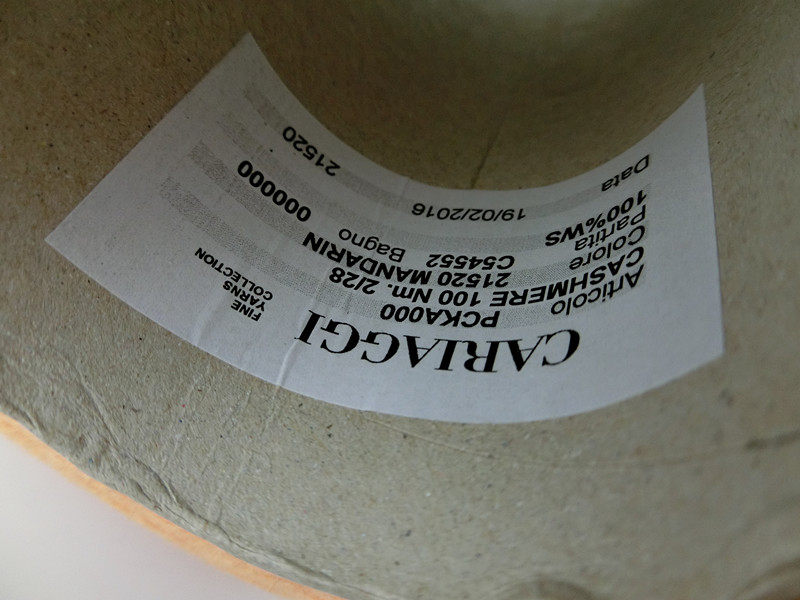 CARIAGGI
FINE
YARNS
COLLECTION
Articolo PCKA000
CASHMERE 100 Nm. 2/28
Colore 21520 MANDARIN
Partita C54552 Bagno 000000
100%WS
Data 19/02/2016 21520